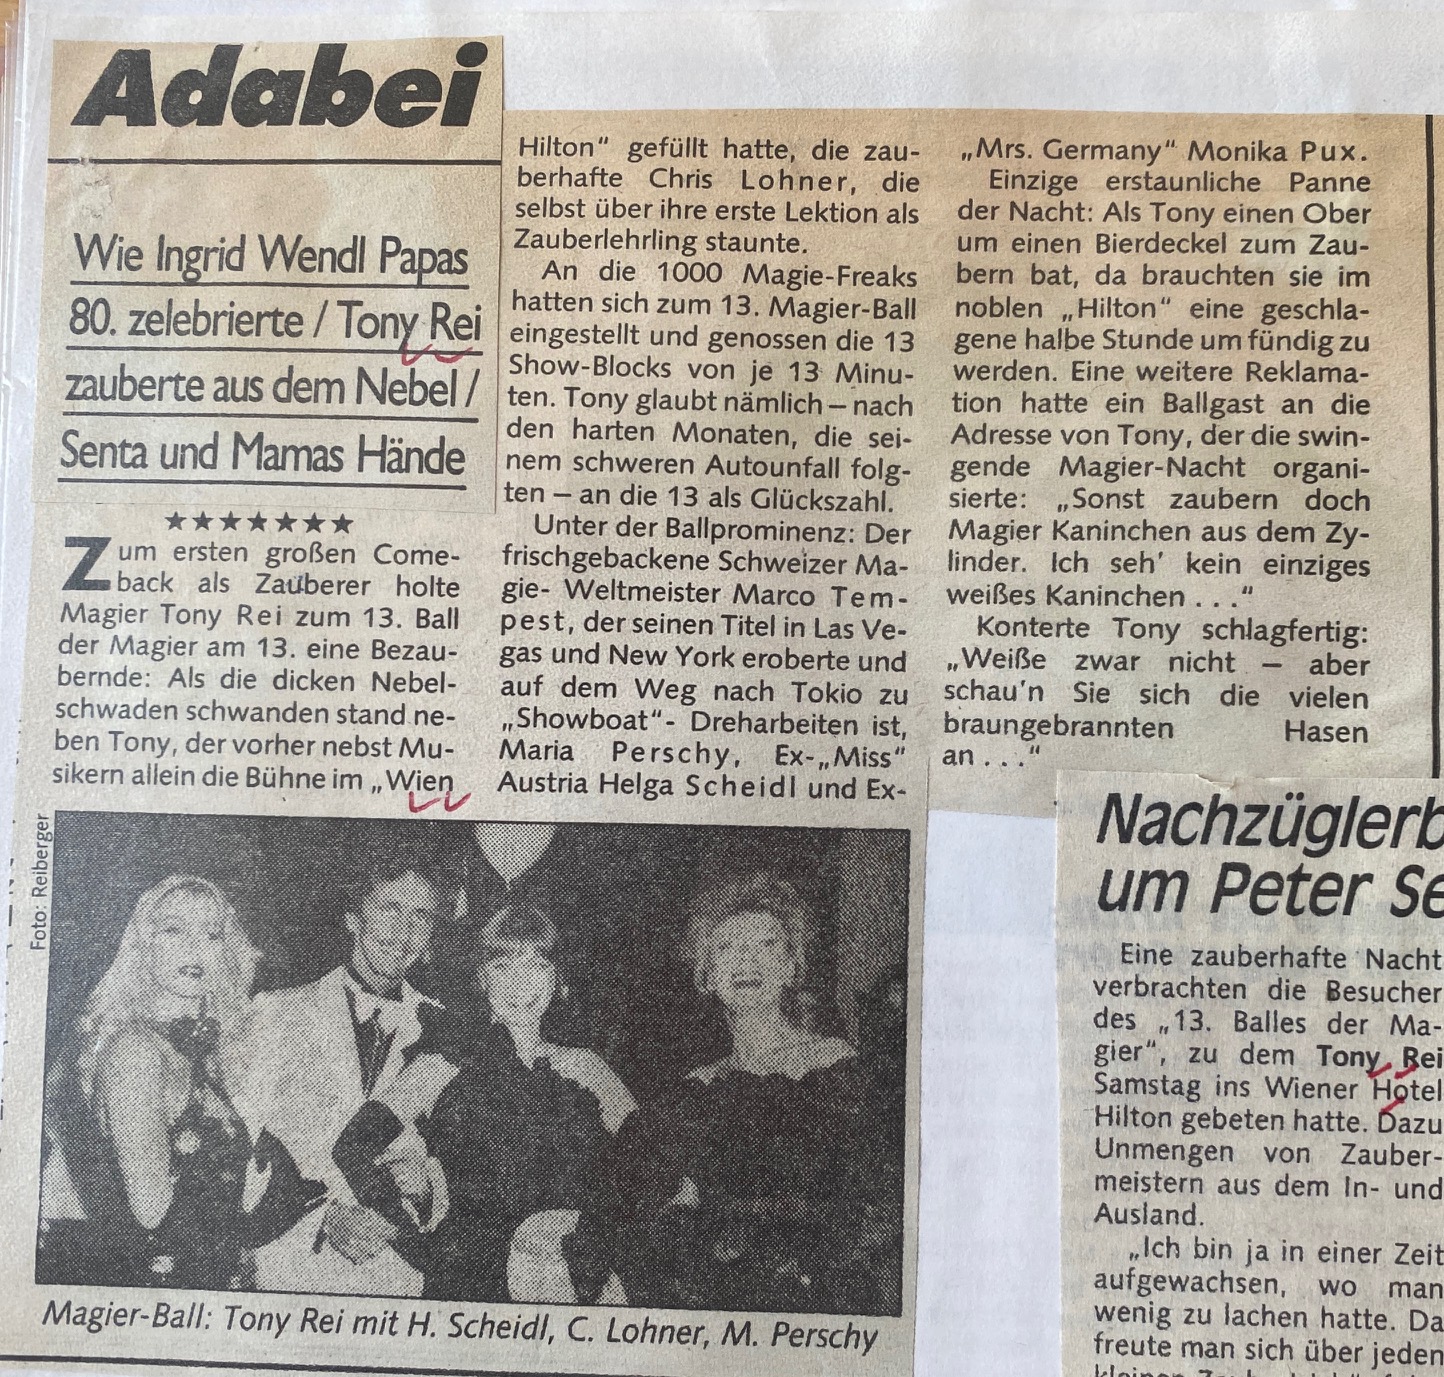 Adabei
Wie Ingrid Wendl Papas
80. zelebrierte / Tony Rei
zauberte aus dem Nebel /
Senta und Mamas Hände
★★★★★★★
Zum ersten großen Come-
back als Zauberer holte
Magier Tony Rei zum 13. Ball
der Magier am 13. eine Bezau-
bernde: Als die dicken Nebel-
schwaden schwanden stand ne-
ben Tony, der vorher nebst Mu-
sikern allein die Bühne im „Wien
Hilton“ gefüllt hatte, die zau-
berhafte Chris Lohner, die
selbst über ihre erste Lektion als
Zauberlehrling staunte.
An die 1000 Magie-Freaks
hatten sich zum 13. Magier-Ball
eingestellt und genossen die 13
Show-Blocks von je 13 Minu-
ten. Tony glaubt nämlich – nach
den harten Monaten, die sei-
nem schweren Autounfall folg-
ten – an die 13 als Glückszahl.
Unter der Ballprominenz: Der
frischgebackene Schweizer Ma-
gie- Weltmeister Marco Tem-
pest, der seinen Titel in Las Ve-
gas und New York eroberte und
auf dem Weg nach Tokio zu
„Showboat“- Dreharbeiten ist,
Maria Perschy, Ex-„Miss“
Austria Helga Scheidl und Ex-
„Mrs. Germany“ Monika Pux.
Einzige erstaunliche Panne
der Nacht: Als Tony einen Ober
um einen Bierdeckel zum Zau-
bern bat, da brauchten sie im
noblen „Hilton“ eine geschla-
gene halbe Stunde um fündig zu
werden. Eine weitere Reklama-
tion hatte ein Ballgast an die
Adresse von Tony, der die swin-
gende Magier-Nacht organi-
sierte: „Sonst zaubern doch
Magier Kaninchen aus dem Zy-
linder. Ich seh’ kein einziges
weißes Kaninchen . . .“
Konterte Tony schlagfertig:
„Weiße zwar nicht – aber
schau’n Sie sich die vielen
braungebrannten Hasen
an . . .“
Foto: Reiberger
Magier-Ball: Tony Rei mit H. Scheidl, C. Lohner, M. Perschy
Nachzüglerb
um Peter Se
Eine zauberhafte Nacht
verbrachten die Besucher
des „13. Balles der Ma-
gier“, zu dem Tony Rei
Samstag ins Wiener Hotel
Hilton gebeten hatte. Dazu
Unmengen von Zauber-
meistern aus dem In- und
Ausland.
„Ich bin ja in einer Zeit
aufgewachsen, wo man
wenig zu lachen hatte. Da
freute man sich über jeden